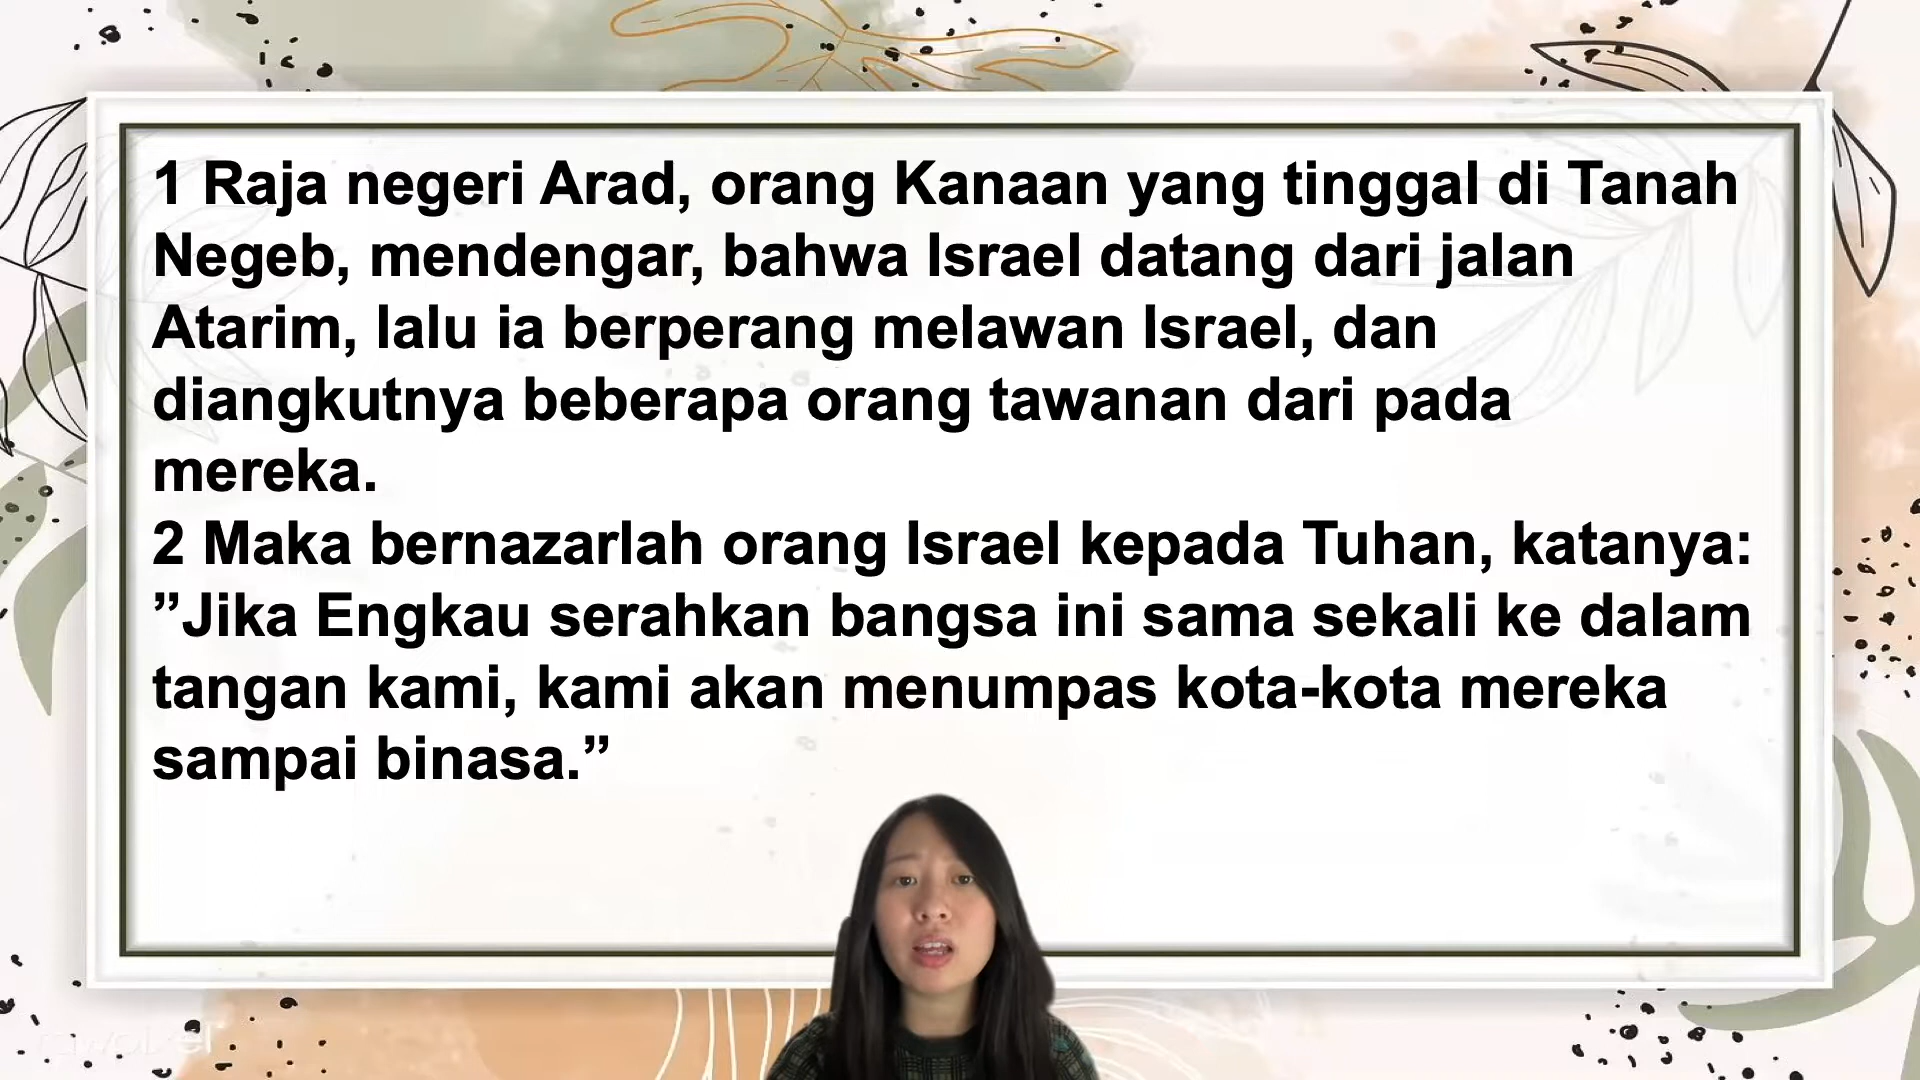 1 Raja negeri Arad, orang Kanaan yang tinggal di Tanah
Negeb, mendengar, bahwa Israel datang dari jalan
Atarim, lalu ia berperang melawan Israel, dan
diangkutnya beberapa orang tawanan dari pada
mereka.
2 Maka bernazarlah orang Israel kepada Tuhan, katanya:
”Jika Engkau serahkan bangsa ini sama sekali ke dalam
tangan kami, kami akan menumpas kota-kota mereka
sampai binasa.”